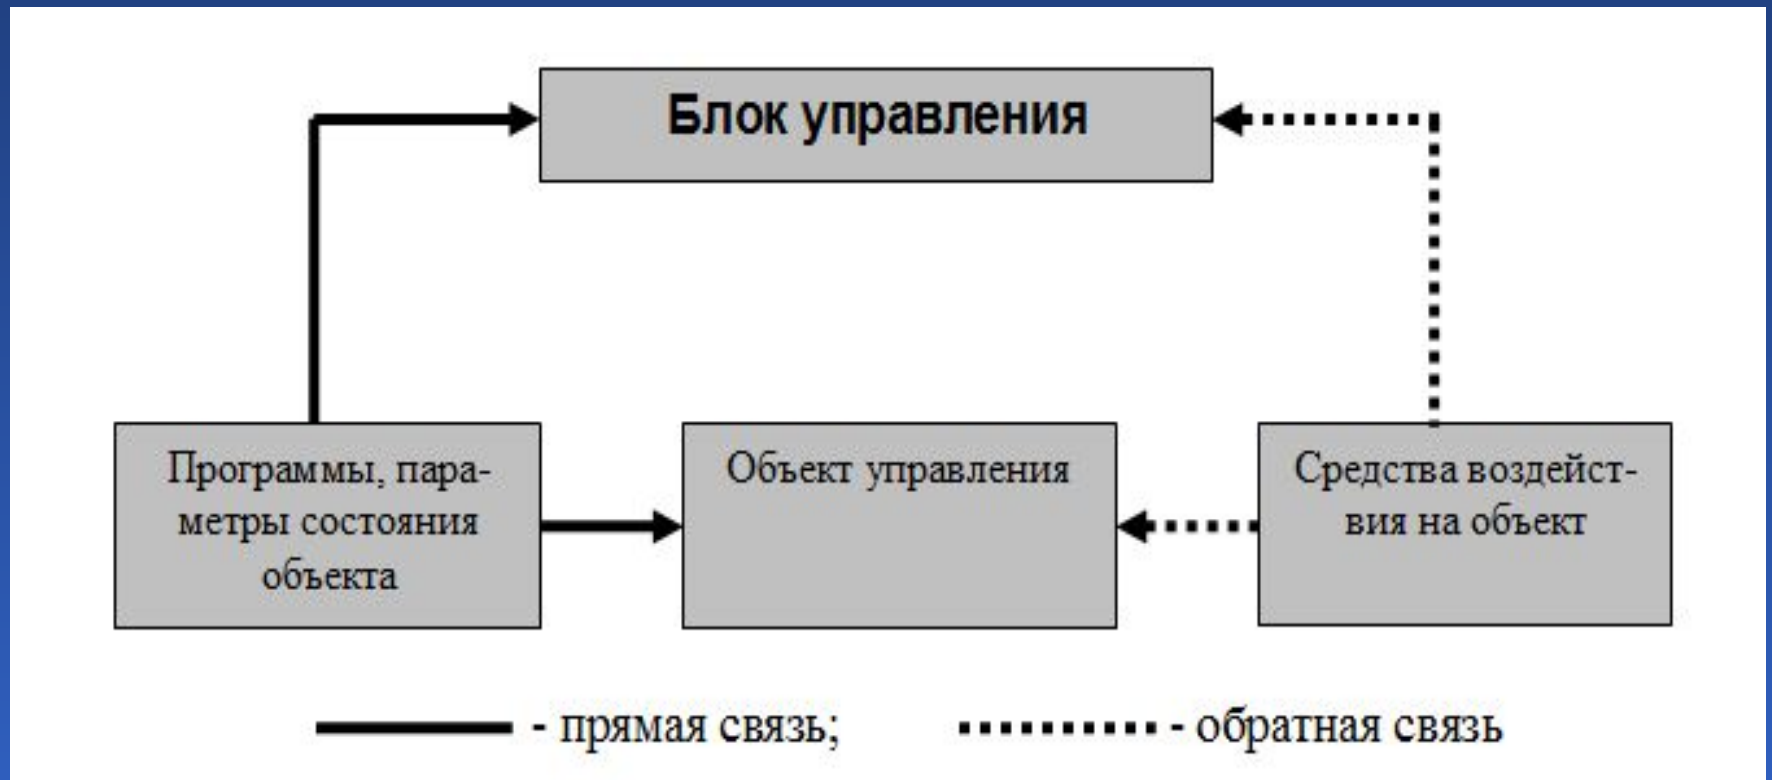 Блок управления
Программы, пара-
метры состояния
объекта
Объект управления
Средства воздейст-
вия на объект
- прямая связь;
- обратная связь